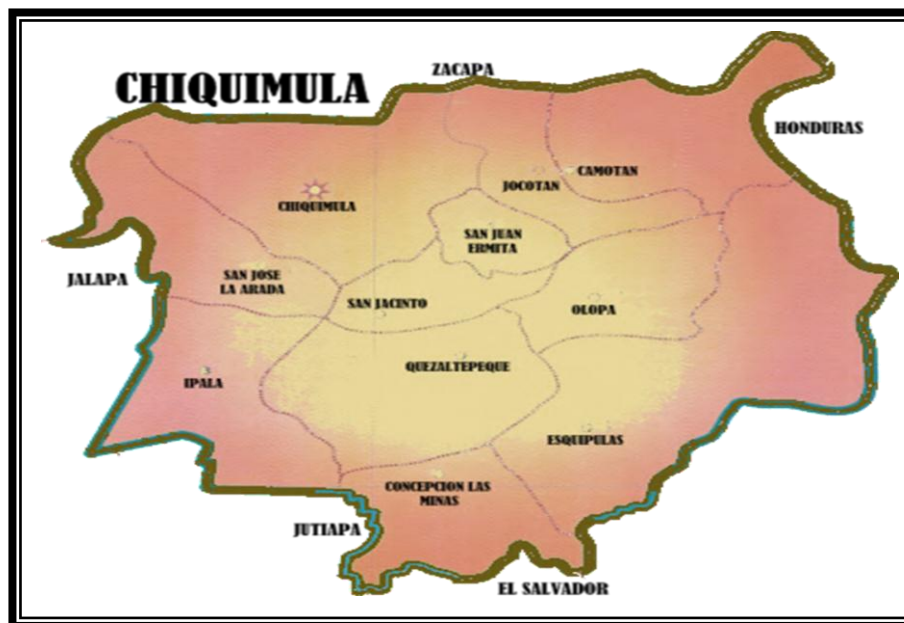 ZACAPA
CHIQUIMULA
HONDURAS
CAMOTAN
JOCOTAN
CHIQUIMULA
SAN JUAN
ERMITA
JALAPA
SAN JOSE
LA ARADA
SAN JACINTO
OLOPA
QUEZALTEPEQUE
IPALA
ESQUIPULAS
CONCEPCION LAS
MINAS
JUTIAPA
EL SALVADOR